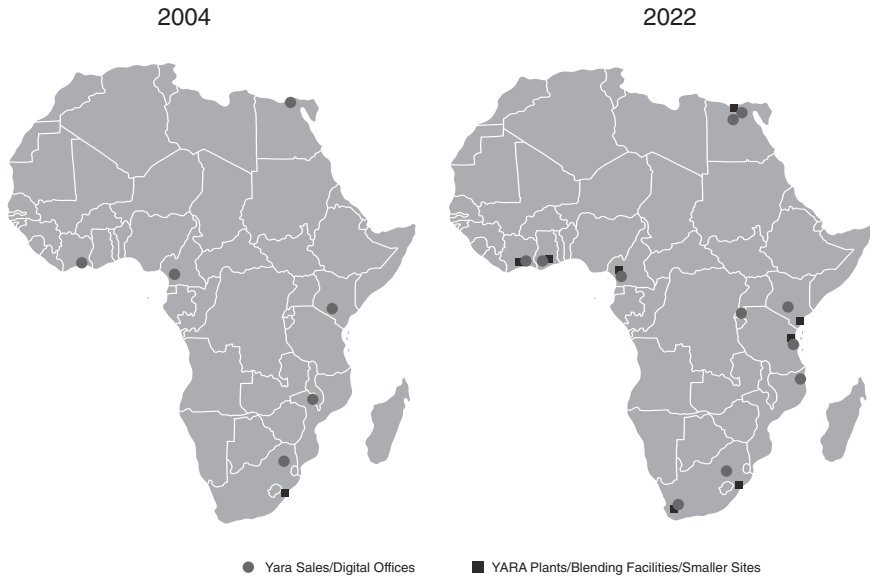 2004
2022
Yara Sales/Digital Offices
YARA Plants/Blending Facilities/Smaller Sites